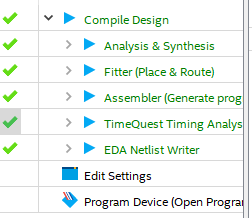 Compile Design
Analysis & Synthesis
Fitter (Place & Route)
Assembler (Generate prog
TimeQuest Timing Analys
EDA Netlist Writer
Edit Settings
Program Device (Open Progran